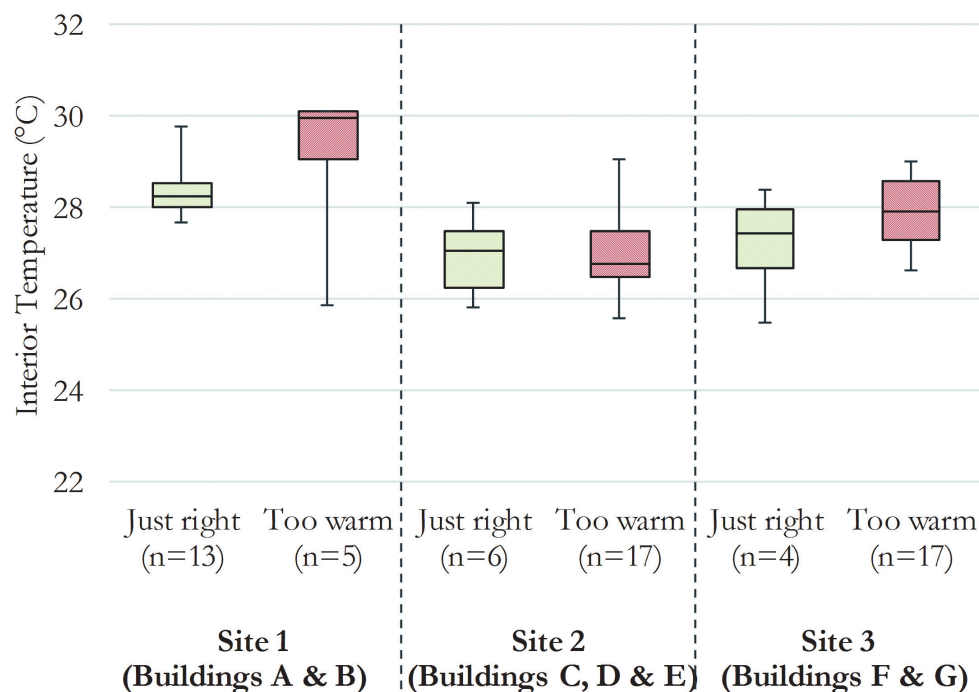 Interior Temperature (°C)
32
30
28
26
24
22
Just right Too warm Just right Too warm Just right Too warm
(n=13) (n=5) (n=6) (n=17) (n=4) (n=17)
Site 1 Site 2 Site 3
(Buildings A & B) (Buildings C, D & E) (Buildings F & G)